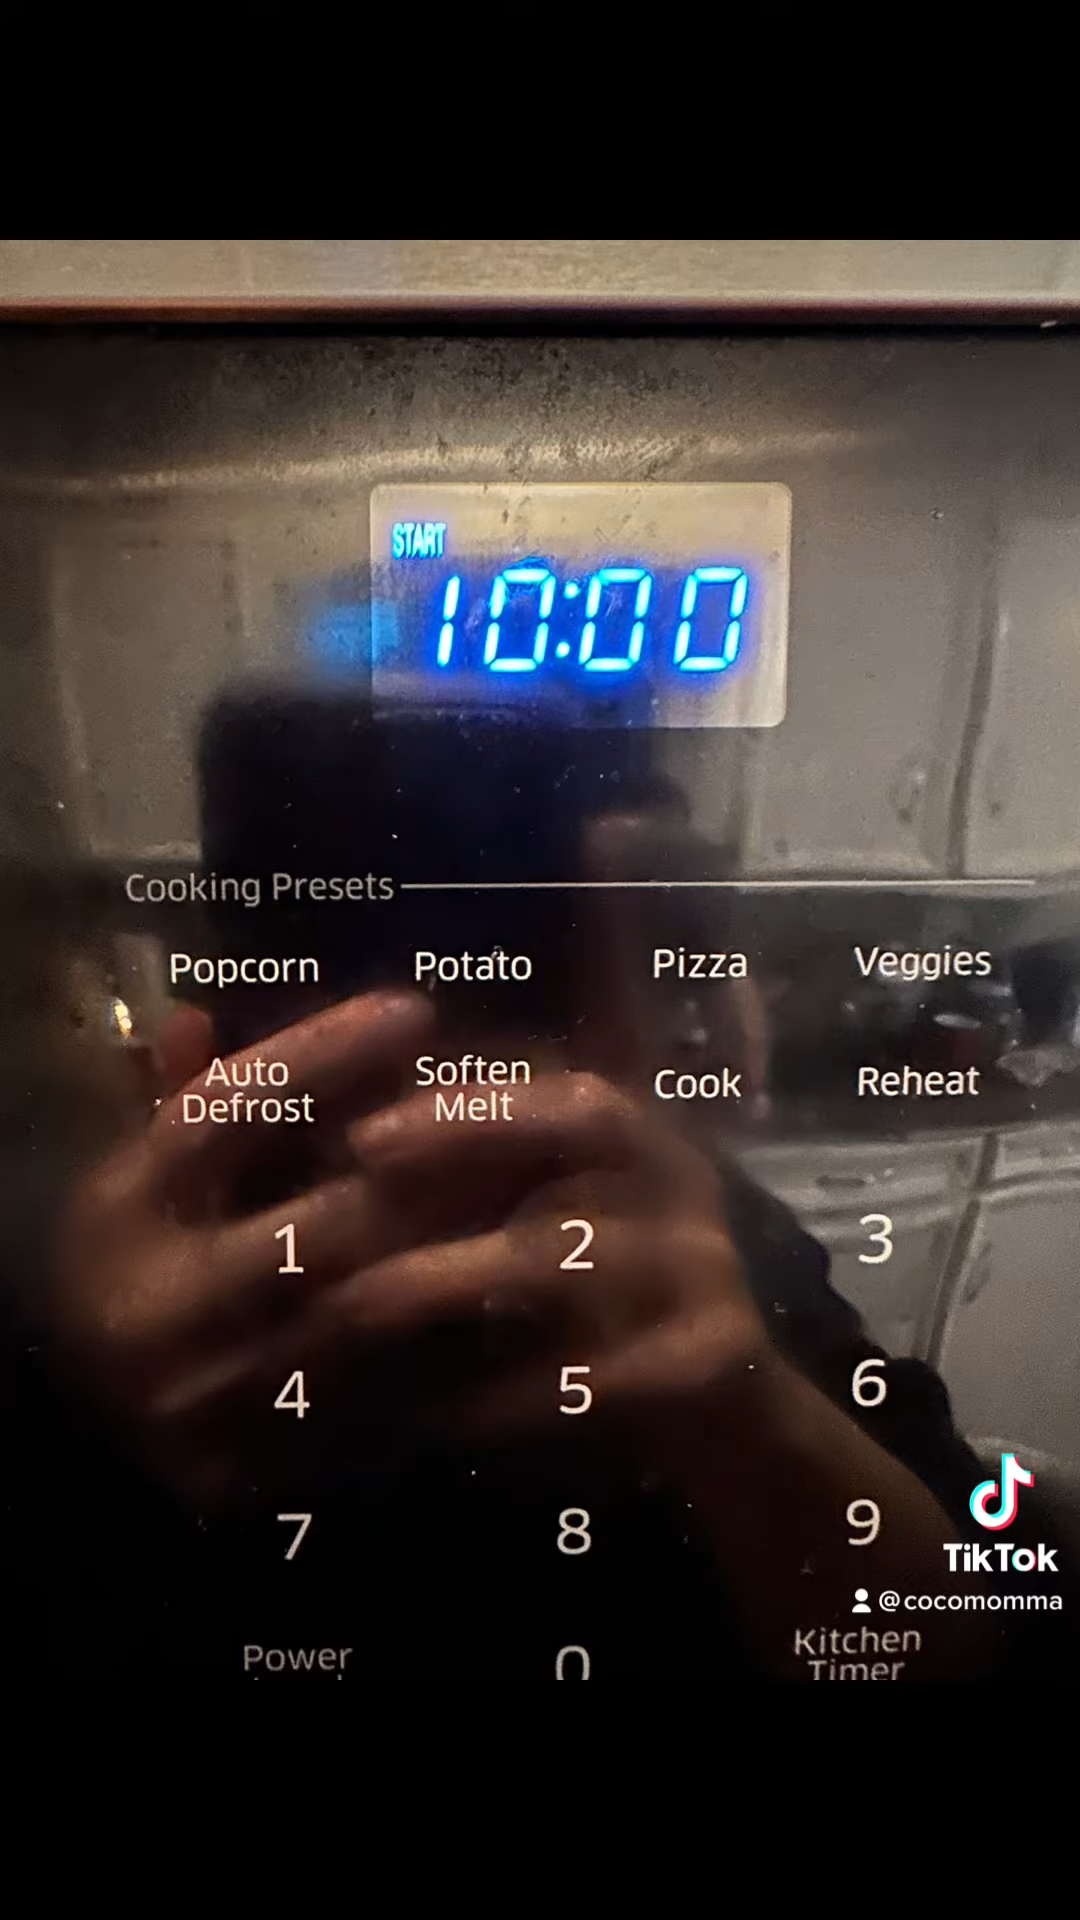 START
10:00
Cooking Presets
Popcorn Potato Pizza Veggies
Auto Defrost Soften Melt Cook Reheat
1 2 3
4 5 6
7 8 9
TikTok
@cocomomma
Power 0 Kitchen Timer